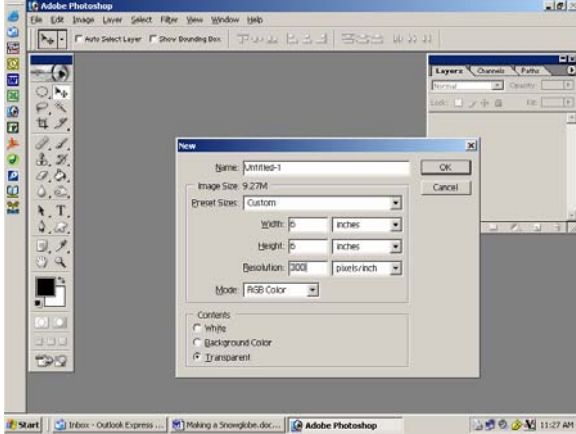 Adobe Photoshop
File Edit Image Layer Select Filter View Window Help
Auto Select Layer Show Bounding Box
Layers Channels Paths
Normal Opacity:
Lock: Fill:
New
Name: Untitled-1
OK
Image Size: 9.27M
Cancel
Preset Sizes: Custom
Width: 6 inches
Height: 6 inches
Resolution: 300 pixels/inch
Mode: RGB Color
Contents
White
Background Color
Transparent
Start Inbox - Outlook Express ... Making a Snowglobe.doc... Adobe Photoshop 11:27 AM